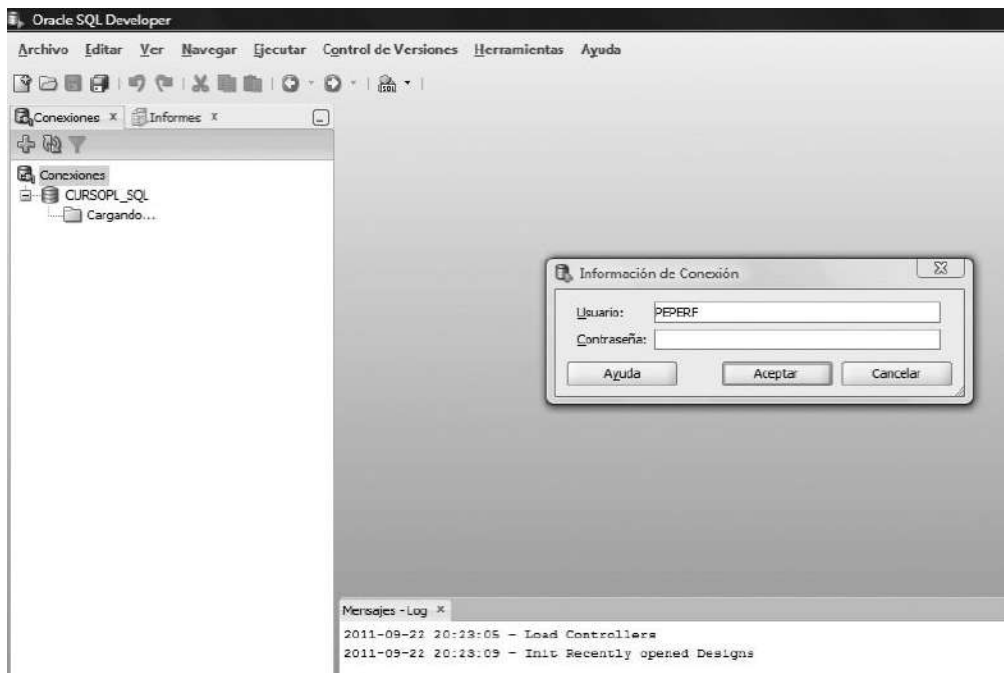 Oracle SQL Developer
Archivo Editar Ver Navegar Ejecutar Control de Versiones Herramientas Ayuda
SQL
Conexiones x Informes x
Conexiones
CURSOPL_SQL
Cargando...
Información de Conexión
Usuario: PEPERF
Contraseña:
Ayuda Aceptar Cancelar
Mensajes - Log ×
2011-09-22 20:23:05 - Load Controllers
2011-09-22 20:23:09 - Init Recently opened Designs